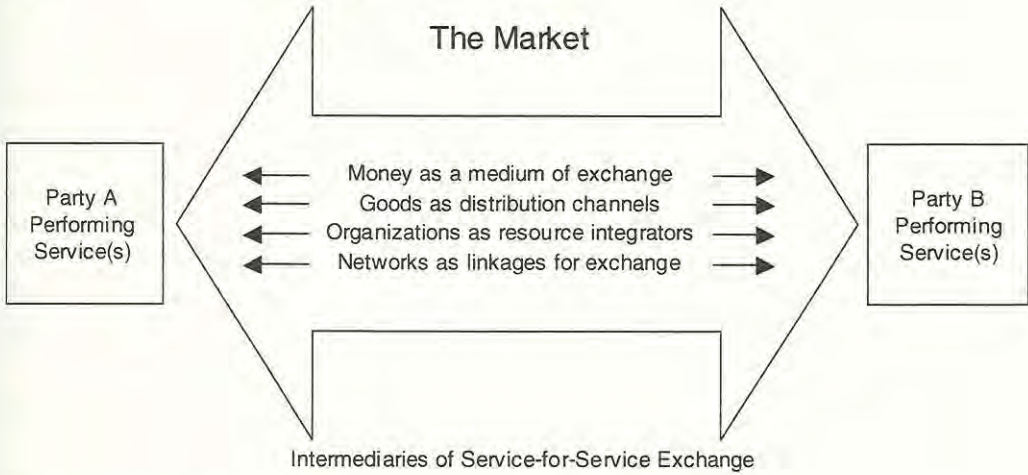 The Market
Party A
Performing
Service(s)
Money as a medium of exchange
Goods as distribution channels
Organizations as resource integrators
Networks as linkages for exchange
Party B
Performing
Service(s)
Intermediaries of Service-for-Service Exchange